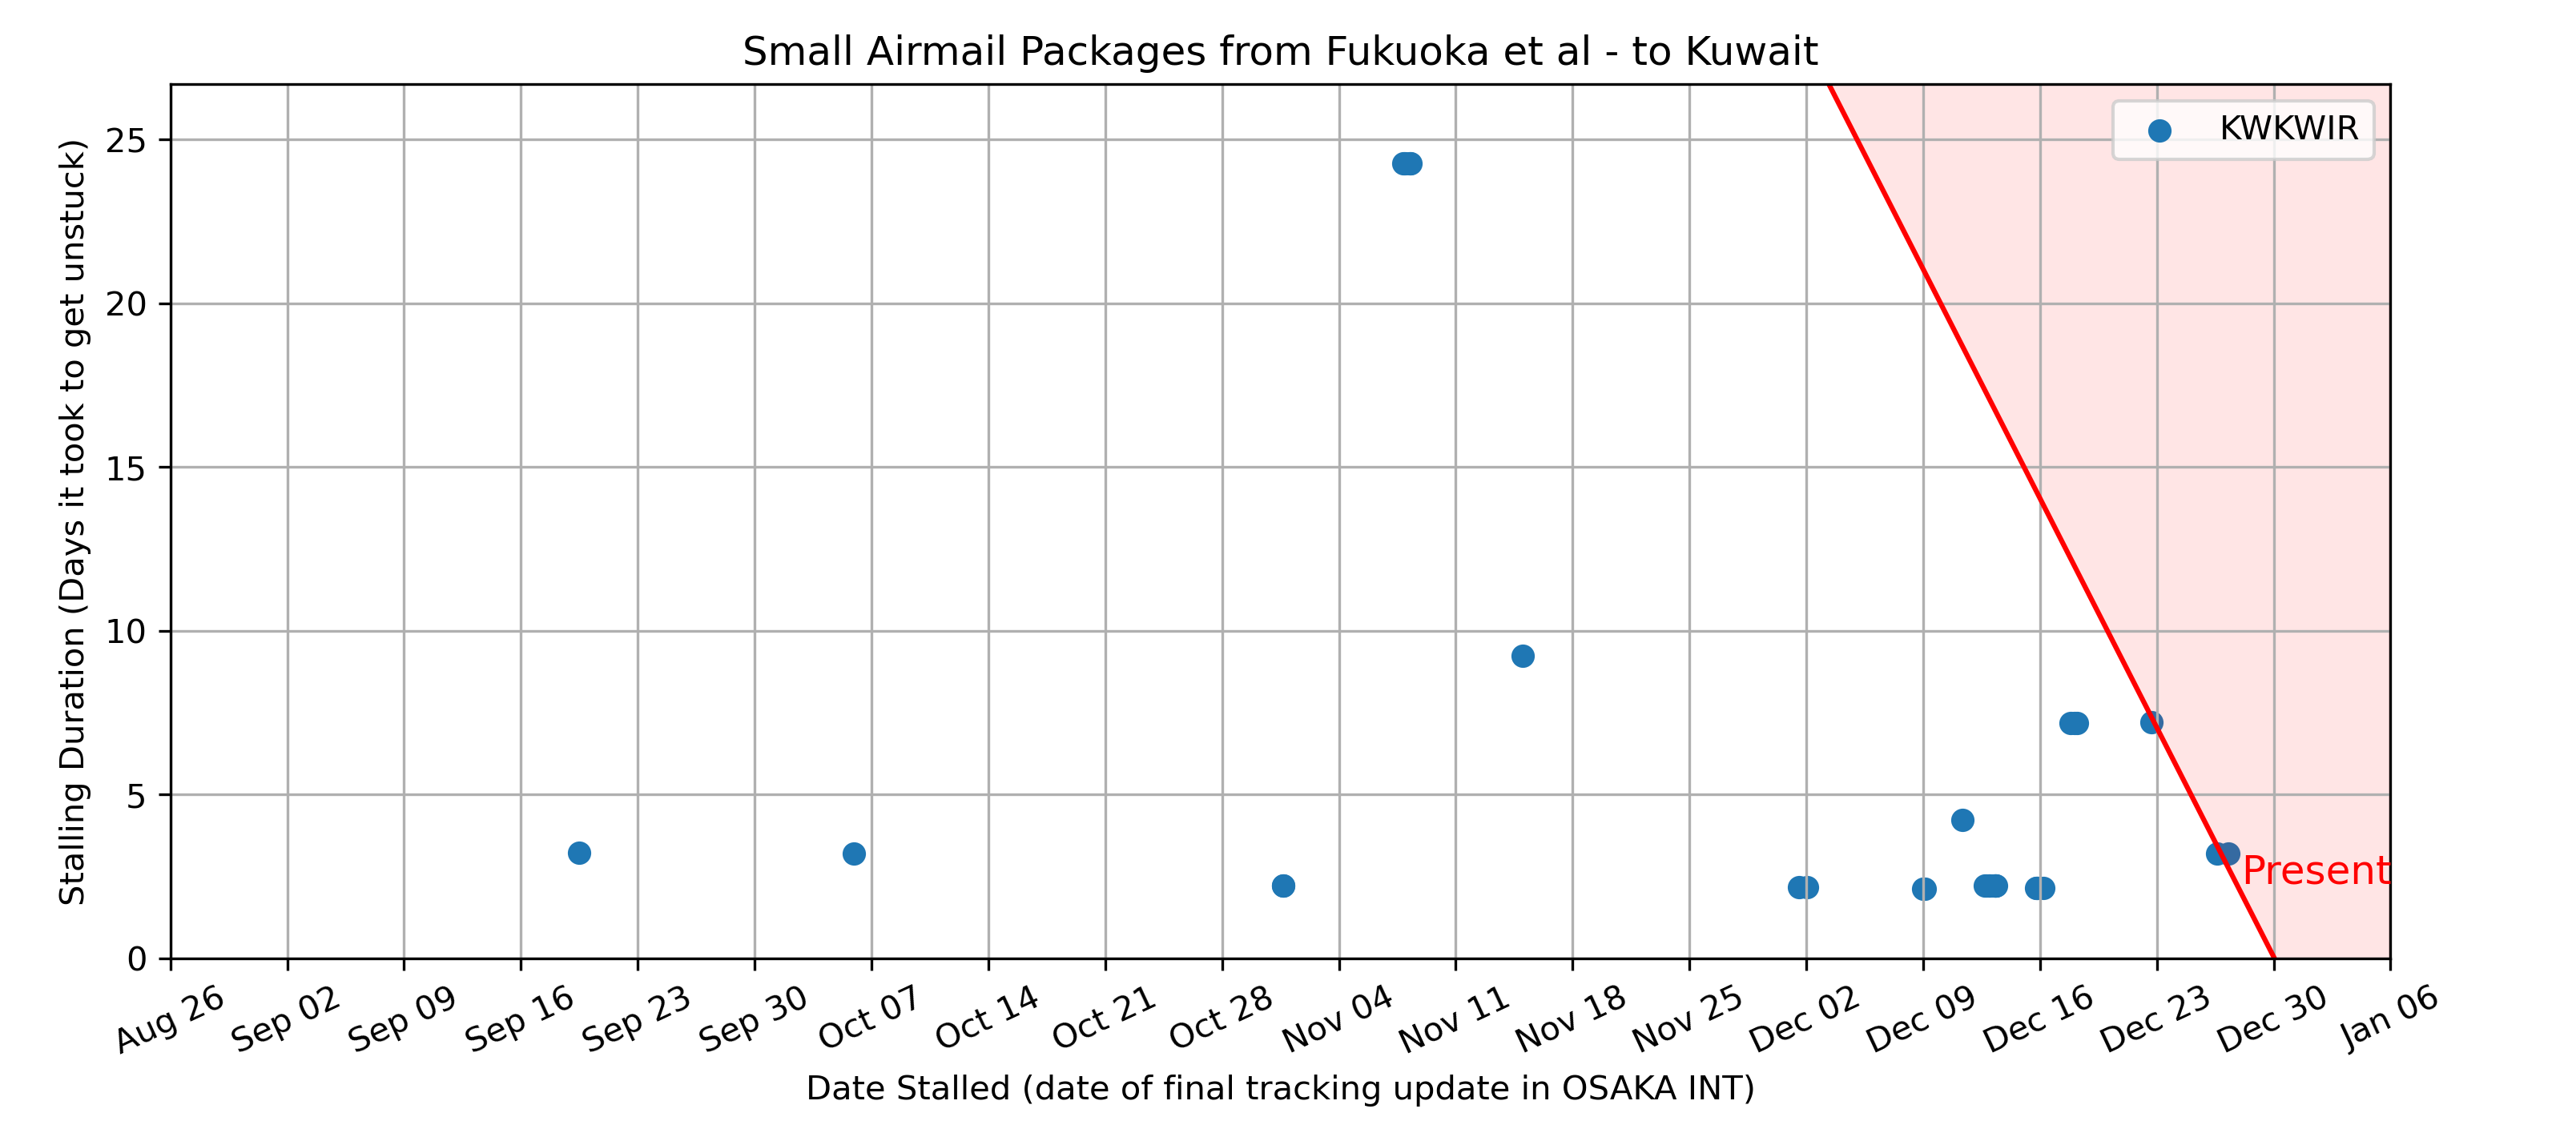 Small Airmail Packages from Fukuoka et al - to Kuwait
KWKWIR
Stalling Duration (Days it took to get unstuck)
25
20
15
10
5
0
Present
Aug 26 Sep 02 Sep 09 Sep 16 Sep 23 Sep 30 Oct 07 Oct 14 Oct 21 Oct 28 Nov 04 Nov 11 Nov 18 Nov 25 Dec 02 Dec 09 Dec 16 Dec 23 Dec 30 Jan 06
Date Stalled (date of final tracking update in OSAKA INT)